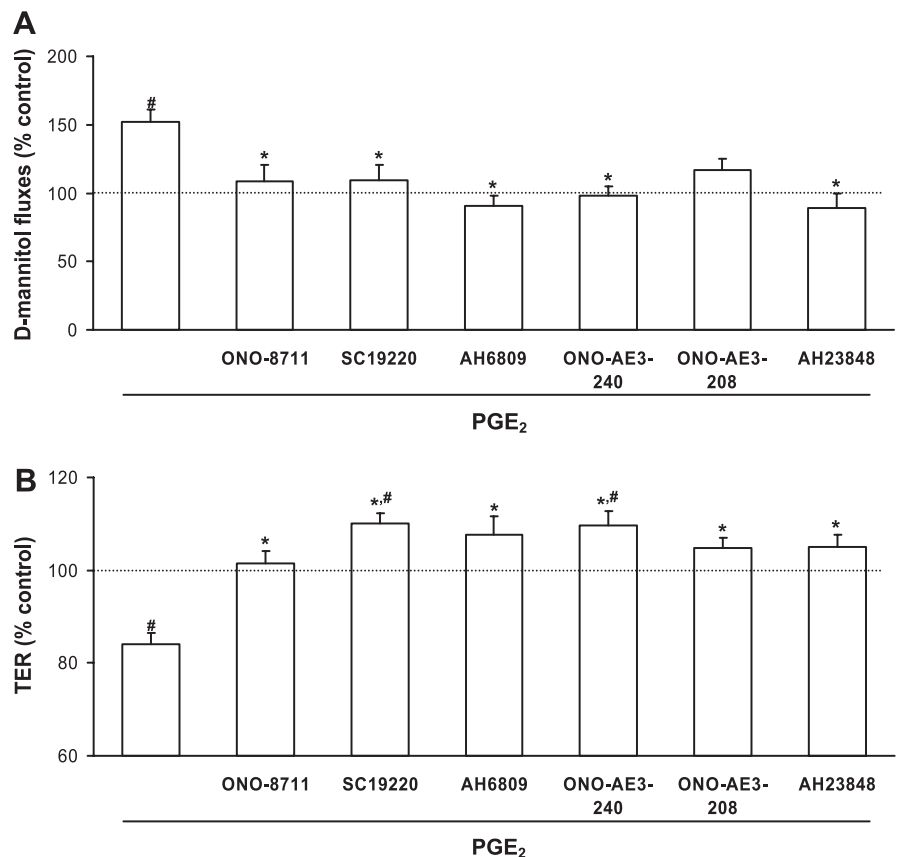 A
D-mannitol fluxes (% control)
200
150
100
50
0
#
*
*
*
*
*
ONO-8711
SC19220
AH6809
ONO-AE3-
240
ONO-AE3-
208
AH23848
PGE₂
B
TER (% control)
120
100
80
60
#
*
*,#
*
*,#
*
*
ONO-8711
SC19220
AH6809
ONO-AE3-
240
ONO-AE3-
208
AH23848
PGE₂